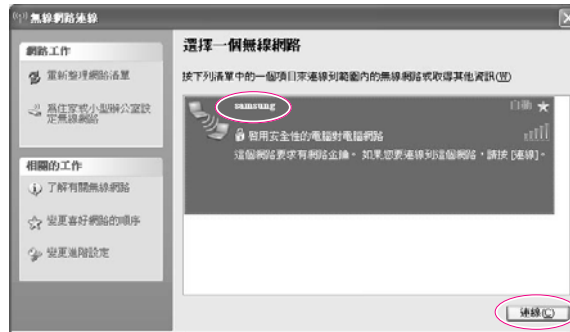 無線網路連線
網路工作
重新整理網路清單
為住家或小型辦公室設
定無線網路
相關的工作
了解有關無線網路
變更喜好網路的順序
變更進階設定
選擇一個無線網路
按下列清單中的一個項目來連線到範圍內的無線網路或取得其他資訊(W)
samsung
自動
啟用安全性的電腦對電腦網路
這個網路要求有網路金鑰。如果您要連線到這個網路，請按 [連線]。
連線(C)